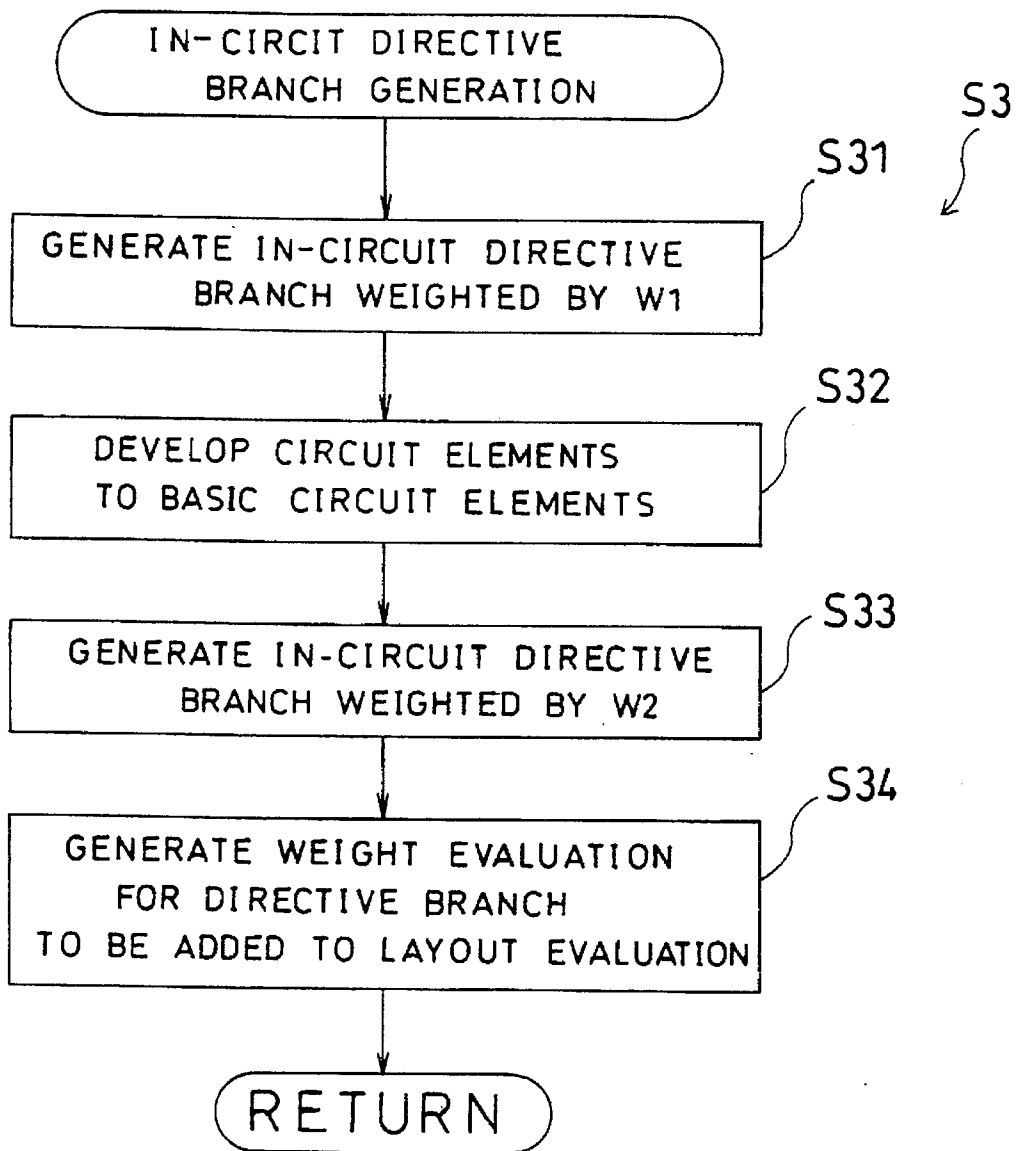 IN-CIRCIT DIRECTIVE
BRANCH GENERATION
S3
S31
GENERATE IN-CIRCUIT DIRECTIVE
BRANCH WEIGHTED BY W1
S32
DEVELOP CIRCUIT ELEMENTS
TO BASIC CIRCUIT ELEMENTS
S33
GENERATE IN-CIRCUIT DIRECTIVE
BRANCH WEIGHTED BY W2
S34
GENERATE WEIGHT EVALUATION
FOR DIRECTIVE BRANCH
TO BE ADDED TO LAYOUT EVALUATION
RETURN